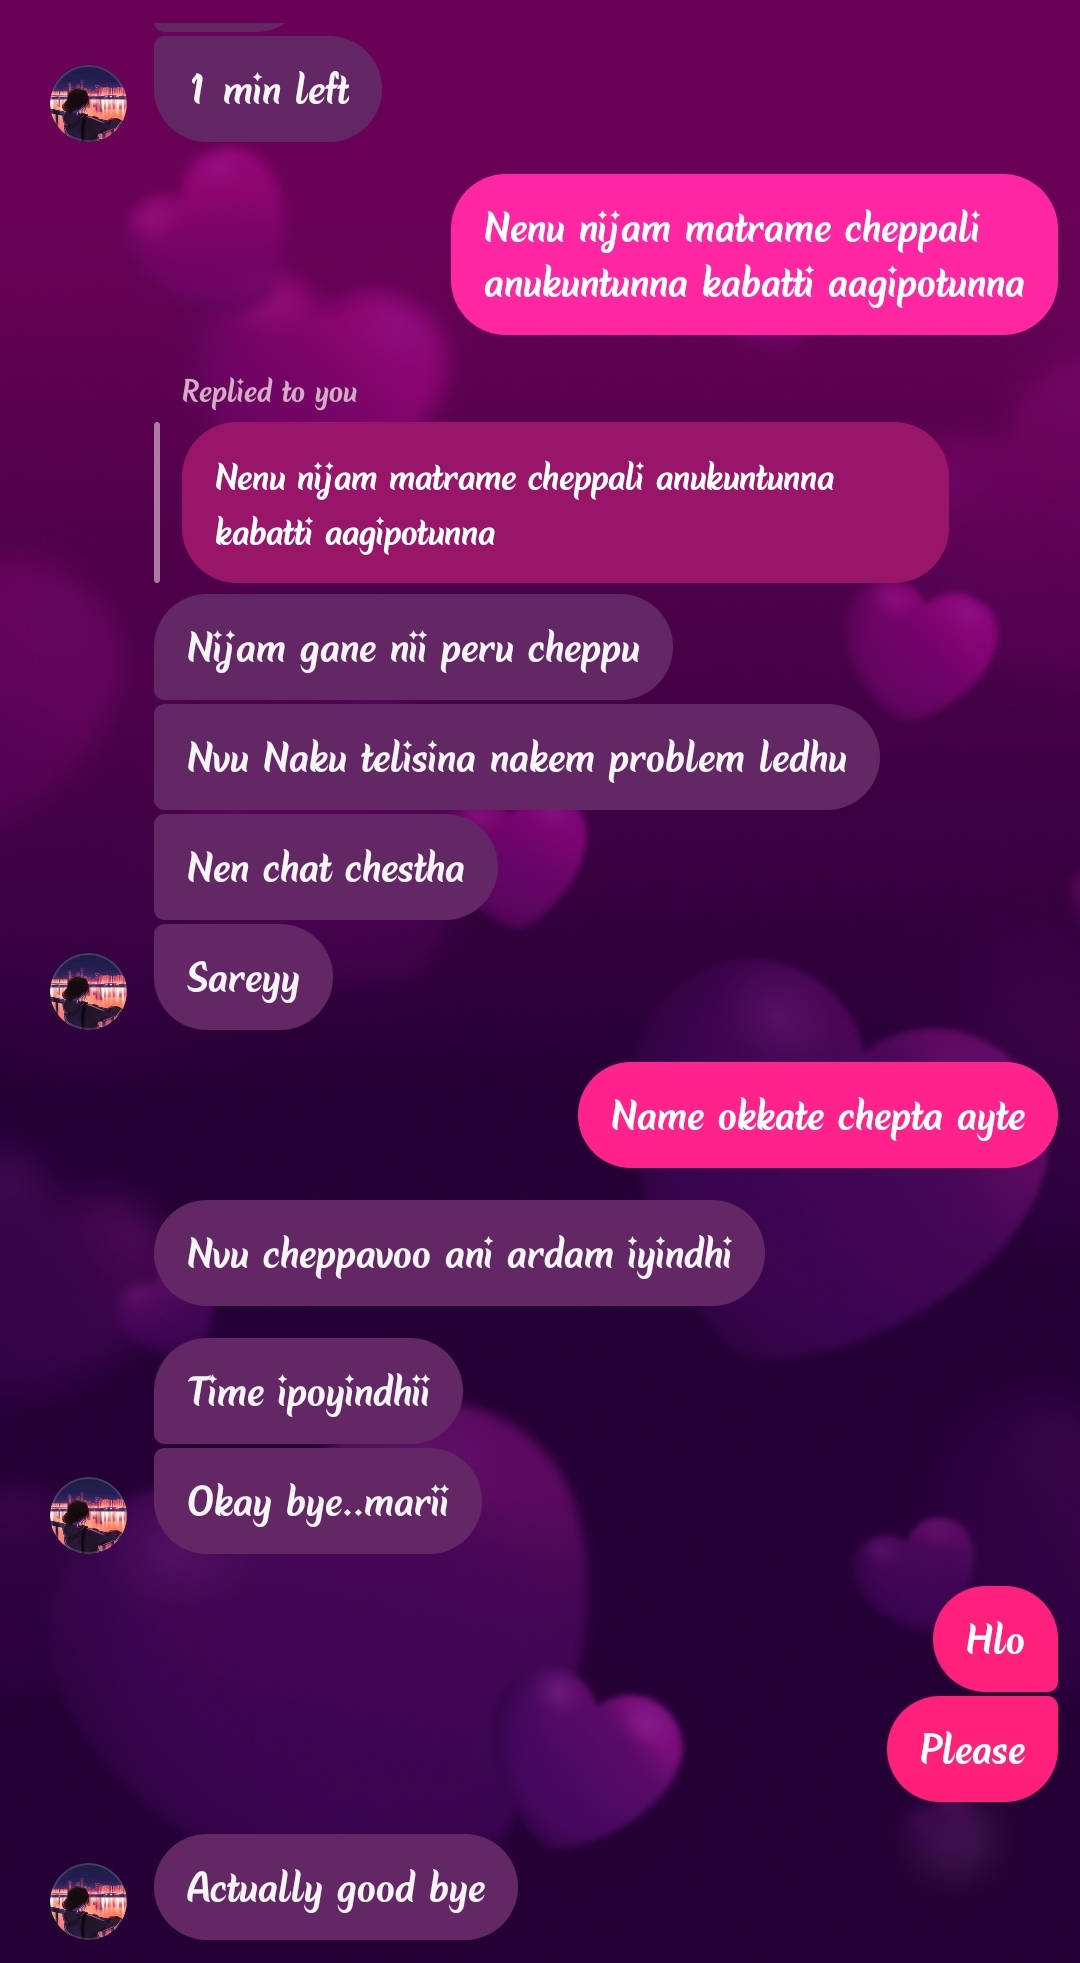 1 min left
Nenu nijam matrame cheppali
anukuntunna kabatti aagipotunna
Replied to you
Nenu nijam matrame cheppali anukuntunna
kabatti aagipotunna
Nijam gane nii peru cheppu
Nvu Naku telisina nakem problem ledhu
Nen chat chestha
Sareyy
Name okkate chepta ayte
Nvu cheppavoo ani ardam iyindhi
Time ipoyindhii
Okay bye..marii
Hlo
Please
Actually good bye